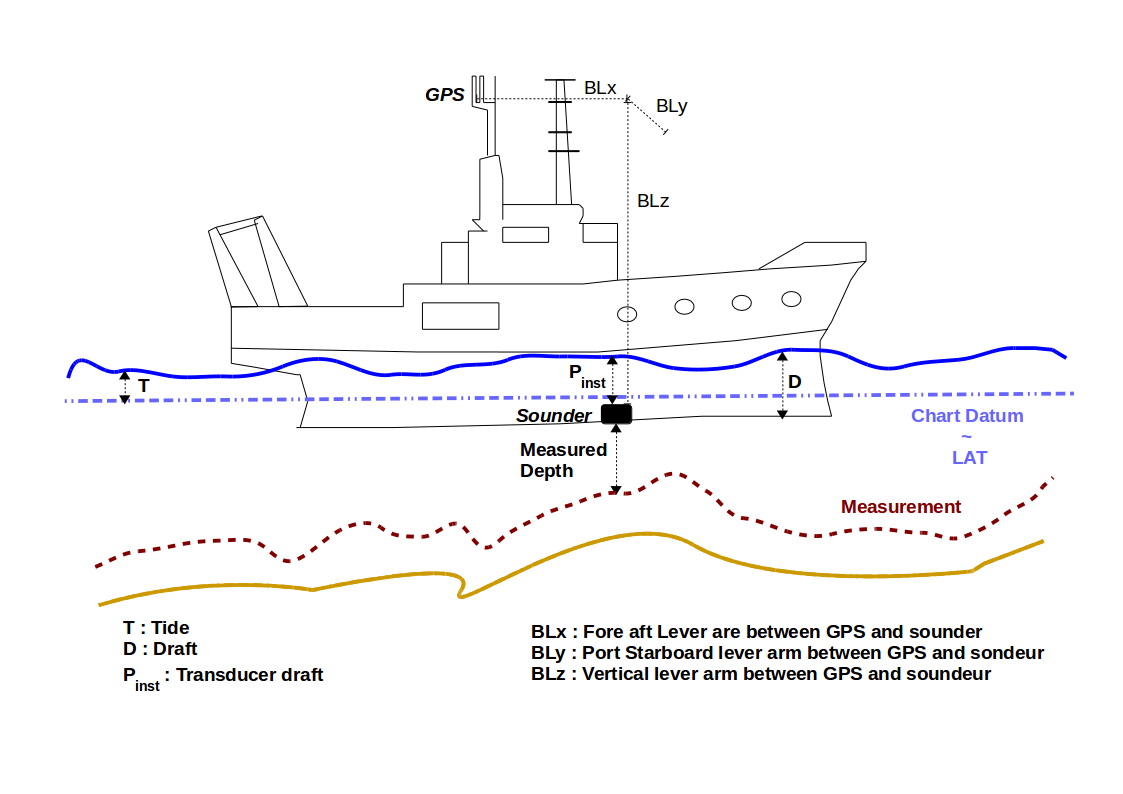 GPS
BLx
BLy
BLz
T
Pinst
D
Sounder
Chart Datum
~
LAT
Measured
Depth
Measurement
T : Tide
D : Draft
Pinst : Transducer draft
BLx : Fore aft Lever are between GPS and sounder
BLy : Port Starboard lever arm between GPS and sondeur
BLz : Vertical lever arm between GPS and soundeur